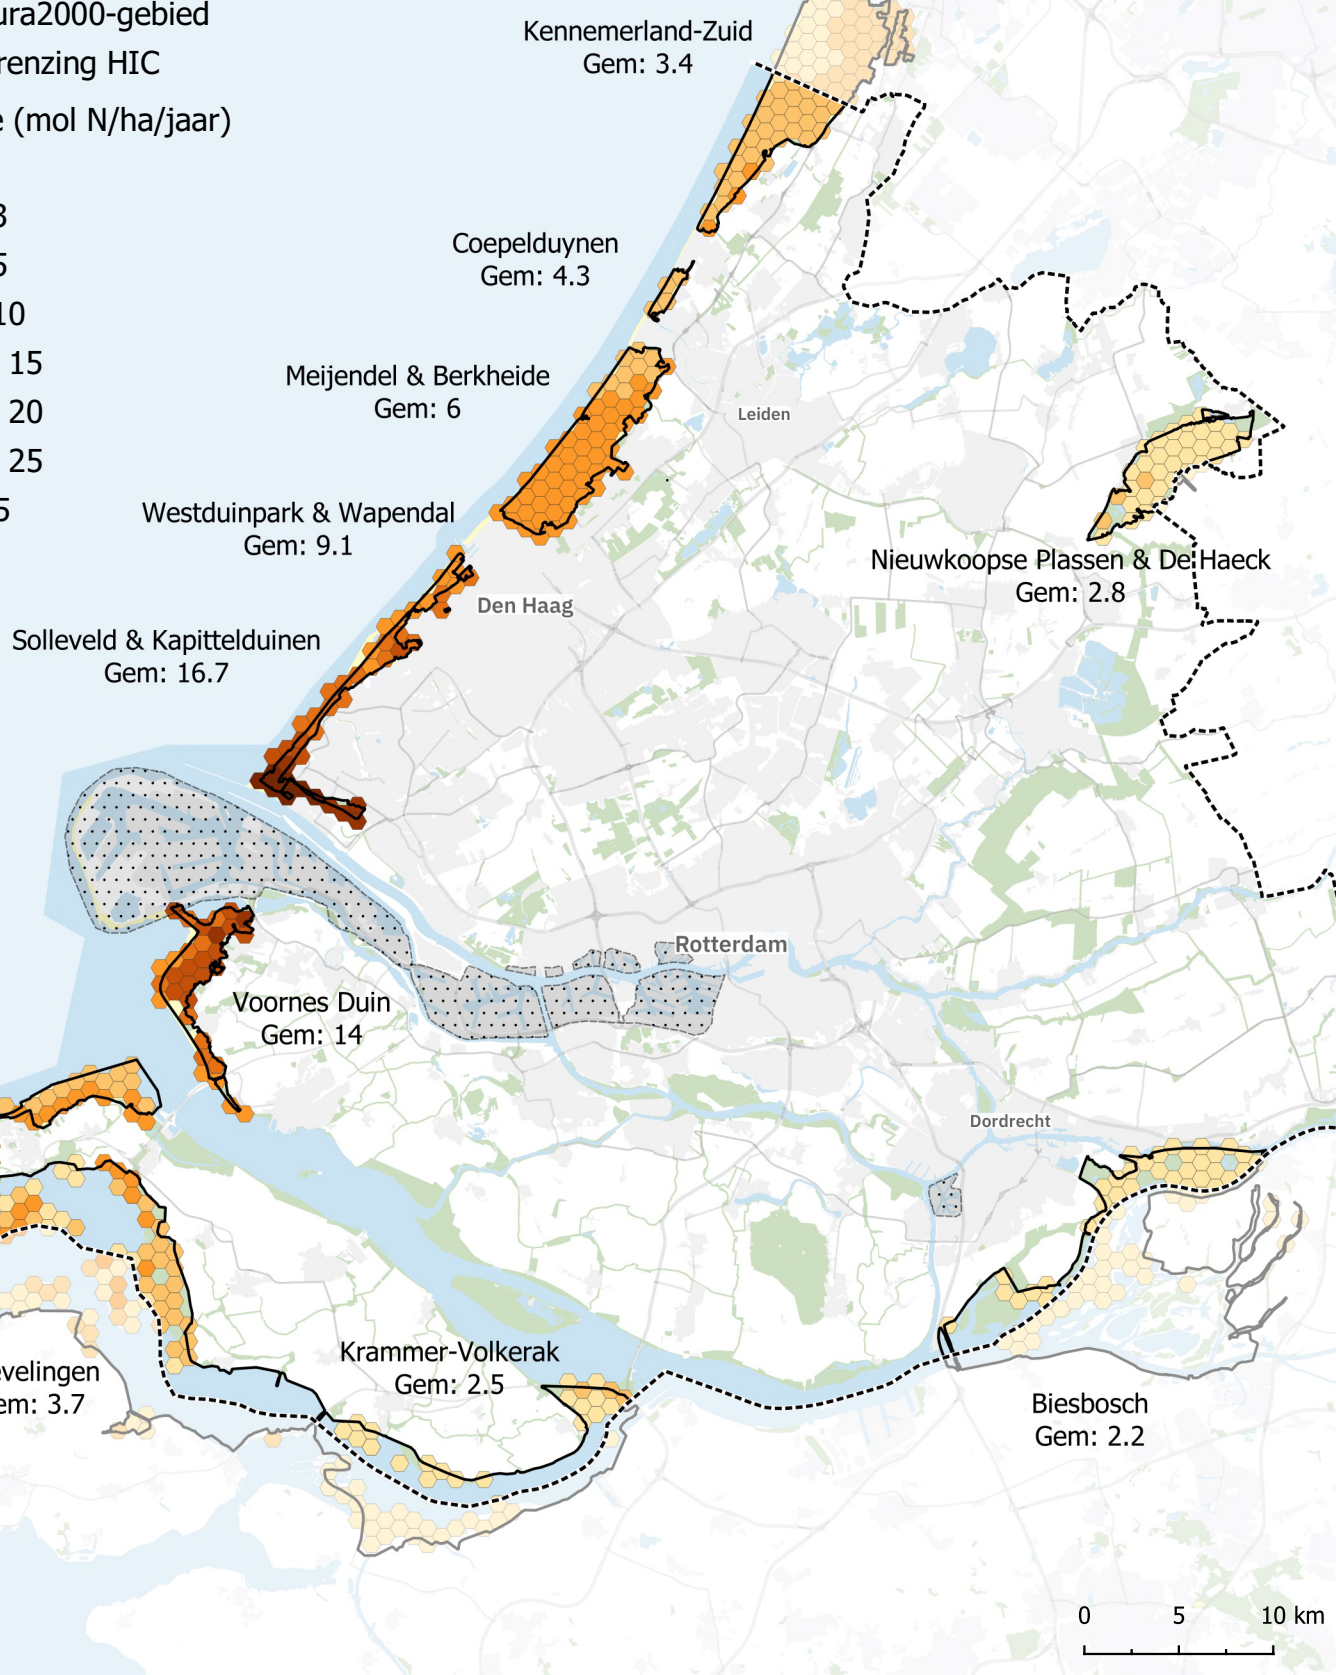 ura2000-gebied
renzing HIC
e (mol N/ha/jaar)
3
5
10
15
20
25
5
Kennemerland-Zuid
Gem: 3.4
Coepelduynen
Gem: 4.3
Meijendel & Berkheide
Gem: 6
Leiden
Westduinpark & Wapendal
Gem: 9.1
Nieuwkoopse Plassen & De Haeck
Gem: 2.8
Den Haag
Solleveld & Kapittelduinen
Gem: 16.7
Rotterdam
Voornes Duin
Gem: 14
Dordrecht
Krammer-Volkerak
Gem: 2.5
evelingen
em: 3.7
Biesbosch
Gem: 2.2
0 5 10 km